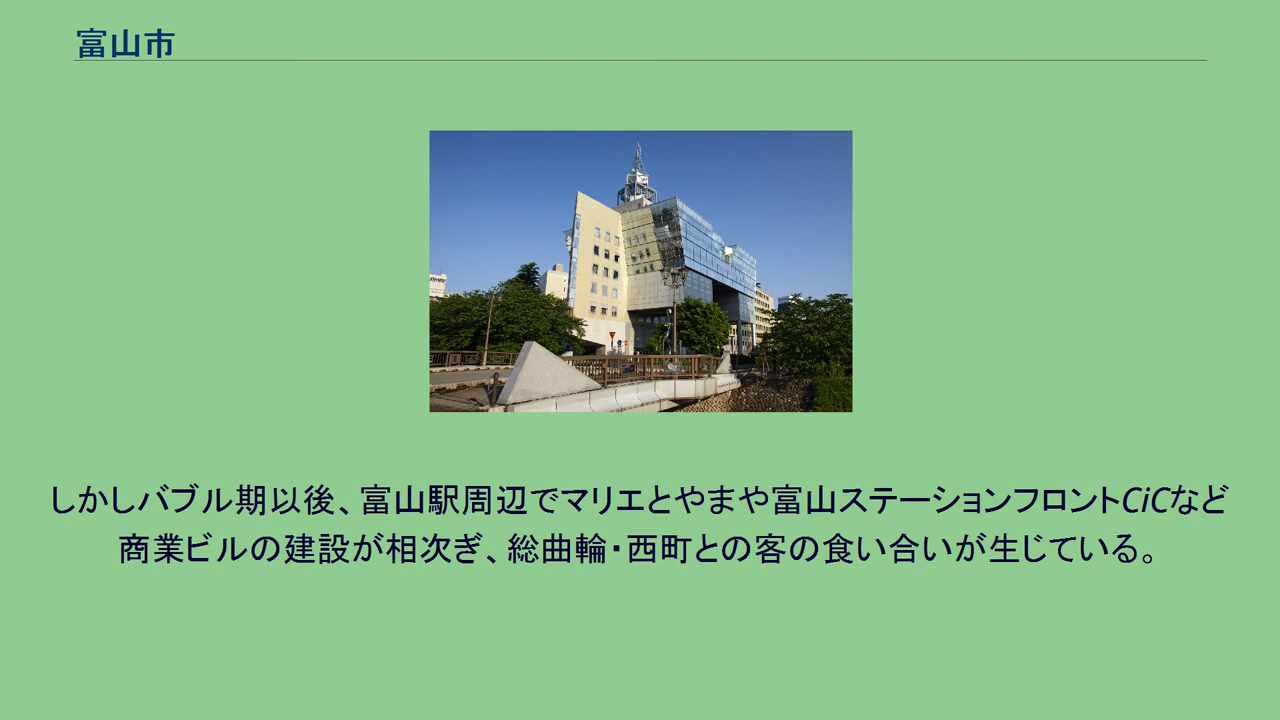 富山市
しかしバブル期以後、富山駅周辺でマリエとやまや富山ステーションフロントCiCなど
商業ビルの建設が相次ぎ、総曲輪・西町との客の食い合いが生じている。